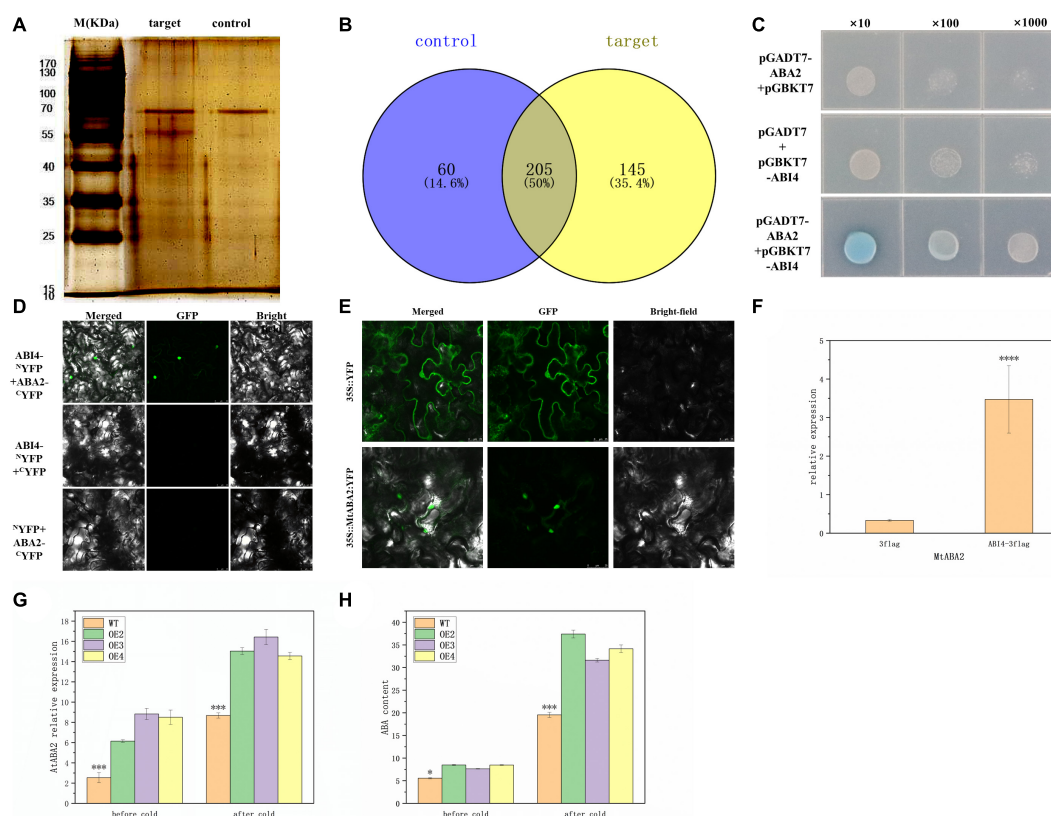 A
M(KDa) target control
170
130
100
70
55
40
35
25
15
10
B
control target
60
(14.6%)
205
(50%)
145
(35.4%)
C
×10 ×100 ×1000
pGADT7-
ABA2
+pGBKT7
pGADT7
+
pGBKT7
-ABI4
pGADT7-
ABA2
+pGBKT7
-ABI4
D
Merged GFP Bright
ABI4-
NYFP
+ABA2-
CYFP
ABI4-
NYFP
+CYFP
NYFP+
ABA2-
CYFP
E
Merged GFP Bright-field
35S::YFP
35S::MtABA2:YFP
F
relative expression
5
4
3
2
1
0
****
3flag ABI4-3flag
MtABA2
G
AtABA2 relative expression
18
16
14
12
10
8
6
4
2
0
WT
OE2
OE3
OE4
***
***
before cold after cold
H
ABA content
40
35
30
25
20
15
10
5
0
WT
OE2
OE3
OE4
*
***
before cold after cold